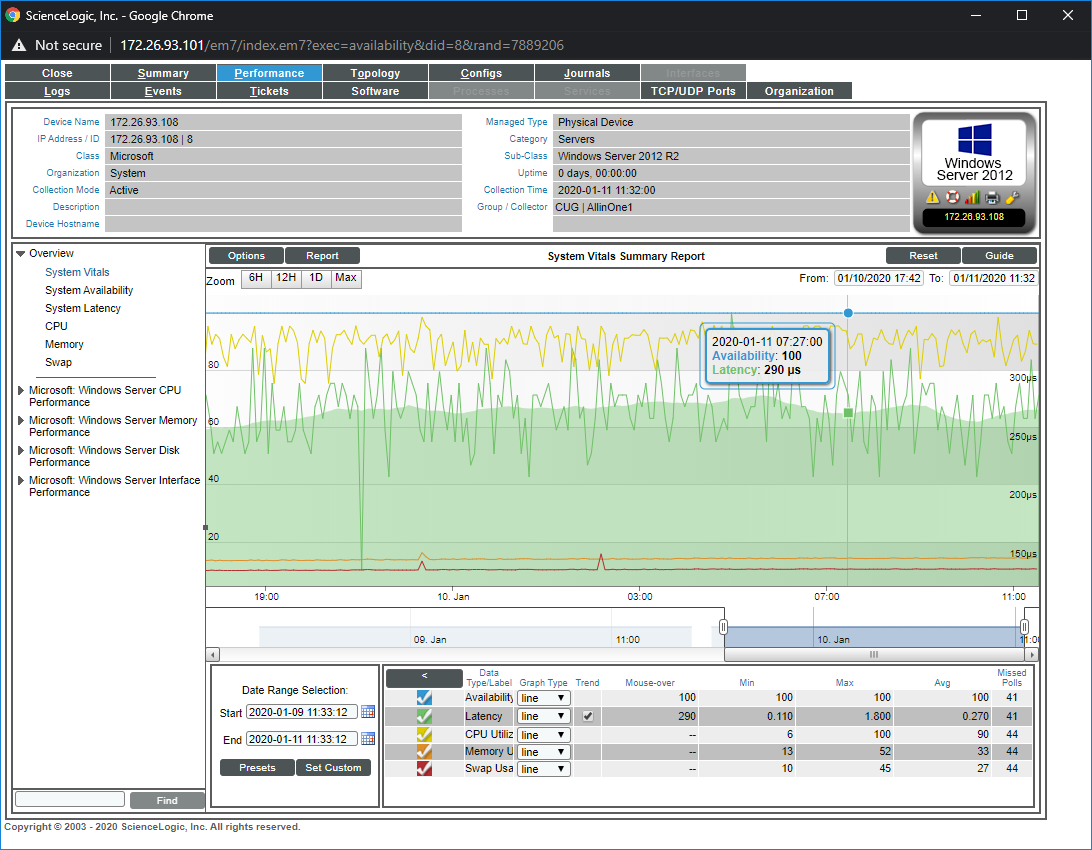 ScienceLogic, Inc. - Google Chrome
Not secure 172.26.93.101/em7/index.em7?exec=availability&did=8&rand=7889206
Close Summary Performance Topology Configs Journals Interfaces
Logs Events Tickets Software Processes Services TCP/UDP Ports Organization
Device Name 172.26.93.108 Managed Type Physical Device
IP Address / ID 172.26.93.108 | 8 Category Servers
Class Microsoft Sub-Class Windows Server 2012 R2
Organization System Uptime 0 days, 00:00:00
Collection Mode Active Collection Time 2020-01-11 11:32:00
Description Group / Collector CUG | AllinOne1
Device Hostname
Windows
Server 2012
172.26.93.108
Overview
System Vitals
System Availability
System Latency
CPU
Memory
Swap
Microsoft: Windows Server CPU
Performance
Microsoft: Windows Server Memory
Performance
Microsoft: Windows Server Disk
Performance
Microsoft: Windows Server Interface
Performance
Find
Options Report System Vitals Summary Report Reset Guide
Zoom 6H 12H 1D Max From: 01/10/2020 17:42 To: 01/11/2020 11:32
2020-01-11 07:27:00
Availability: 100
Latency: 290 μs
80 300μs
60 250μs
40 200μs
20 150μs
19:00 10. Jan 03:00 07:00 11:00
09. Jan 11:00 10. Jan 11:0
Date Range Selection:
Start 2020-01-09 11:33:12
End 2020-01-11 11:33:12
Presets Set Custom
< Data Type/Label Graph Type Trend Mouse-over Min Max Avg Missed Polls
Availability line 100 100 100 100 41
Latency line 290 0.110 1.800 0.270 41
CPU Utiliz line -- 6 100 90 44
Memory U line -- 13 52 33 44
Swap Usa line -- 10 45 27 44
Copyright © 2003 - 2020 ScienceLogic, Inc. All rights reserved.